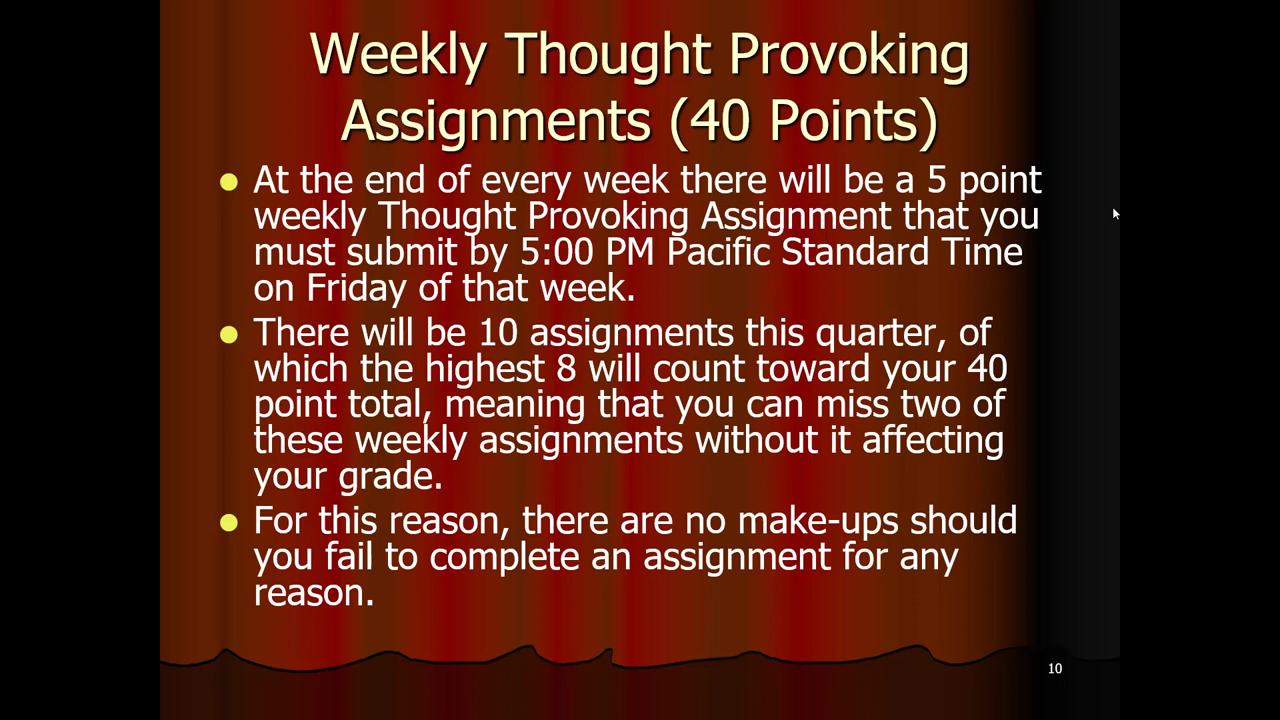 Weekly Thought Provoking
Assignments (40 Points)
At the end of every week there will be a 5 point
weekly Thought Provoking Assignment that you
must submit by 5:00 PM Pacific Standard Time
on Friday of that week.
There will be 10 assignments this quarter, of
which the highest 8 will count toward your 40
point total, meaning that you can miss two of
these weekly assignments without it affecting
your grade.
For this reason, there are no make-ups should
you fail to complete an assignment for any
reason.
10